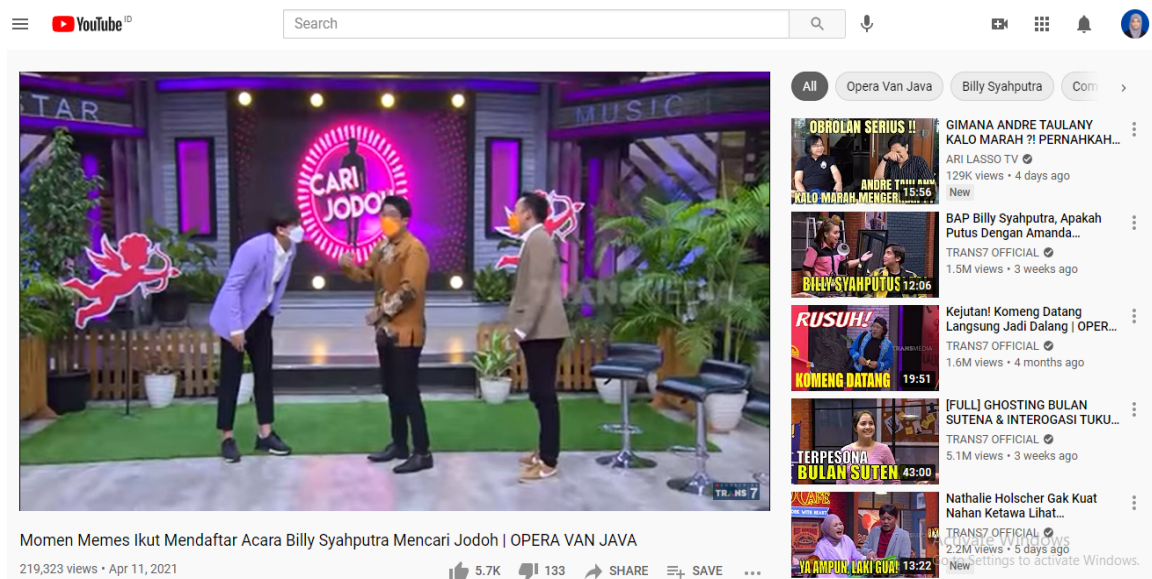 YouTube ID
Search
STAR
MUSIC
CARI
JODOH
TRANSMEDIA
TRANS 7
Momen Memes Ikut Mendaftar Acara Billy Syahputra Mencari Jodoh | OPERA VAN JAVA
219,323 views • Apr 11, 2021
5.7K 133 SHARE SAVE ...
All Opera Van Java Billy Syahputra Com
OBROLAN SERIUS !!
ANDRE TAULANY
KALO MARAH
15:56
GIMANA ANDRE TAULANY
KALO MARAH ?! PERNAHKAH...
ARI LASSO TV
129K views • 4 days ago
New
BILLY SYAHPUTUS
12:06
BAP Billy Syahputra, Apakah
Putus Dengan Amanda...
TRANS7 OFFICIAL
1.5M views • 3 weeks ago
RUSUH!
TRANSMEDIA
KOMENG DATANG
19:51
Kejutan! Komeng Datang
Langsung Jadi Dalang | OPER...
TRANS7 OFFICIAL
1.6M views • 4 months ago
TERPESONA
BULAN SUTEN
43:00
[FULL] GHOSTING BULAN
SUTENA & INTEROGASI TUKU...
TRANS7 OFFICIAL
5.1M views • 3 weeks ago
YA AMPUN, LAKI GUA!
13:22
Nathalie Holscher Gak Kuat
Nahan Ketawa Lihat...
TRANS7 OFFICIAL
2.2M views • 5 days ago
New
Activate Windows
Go to Settings to activate Windows.